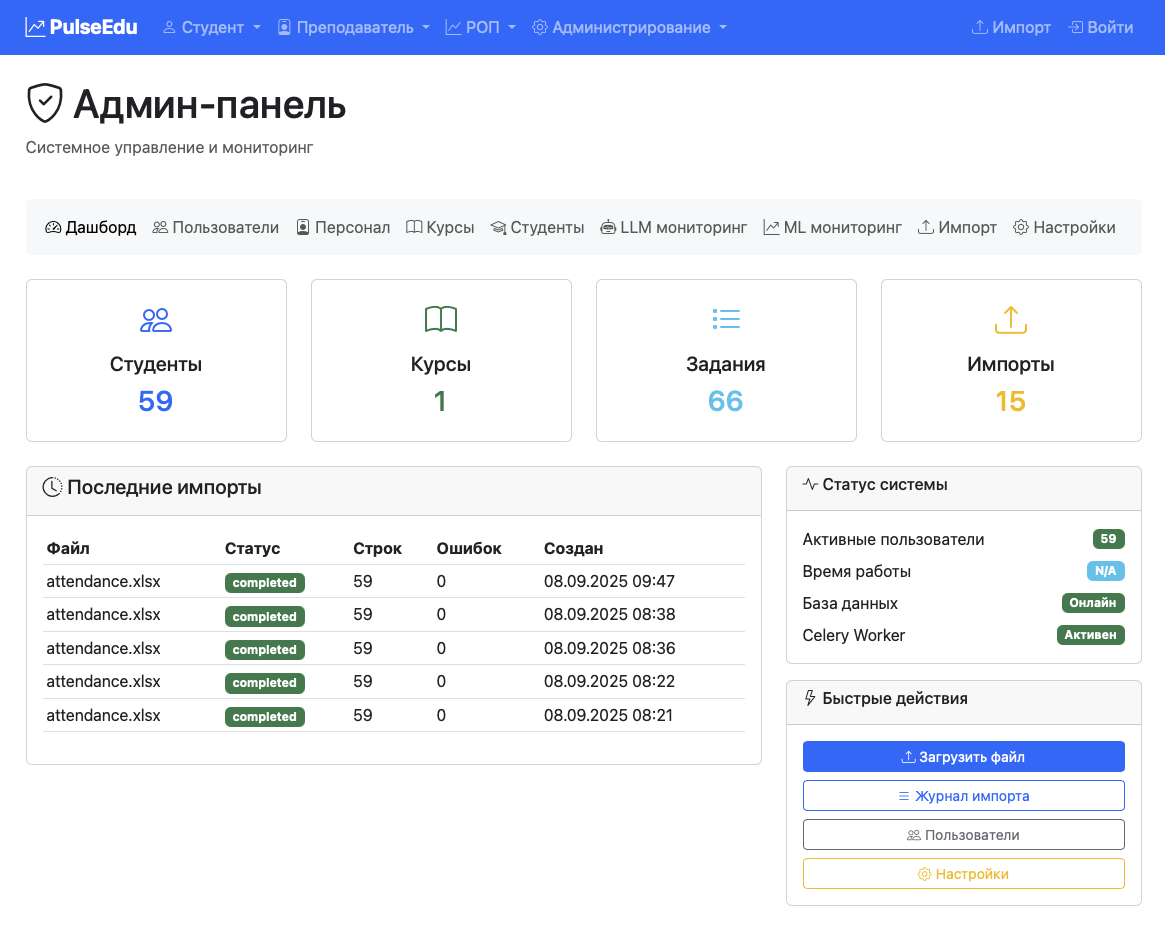 PulseEdu Студент Преподаватель РОП Администрирование Импорт Войти
Админ-панель
Системное управление и мониторинг
Дашборд Пользователи Персонал Курсы Студенты LLM мониторинг ML мониторинг Импорт Настройки
Студенты
59
Курсы
1
Задания
66
Импорты
15
Последние импорты
Файл Статус Строк Ошибок Создан
attendance.xlsx completed 59 0 08.09.2025 09:47
attendance.xlsx completed 59 0 08.09.2025 08:38
attendance.xlsx completed 59 0 08.09.2025 08:36
attendance.xlsx completed 59 0 08.09.2025 08:22
attendance.xlsx completed 59 0 08.09.2025 08:21
Статус системы
Активные пользователи 59
Время работы N/A
База данных Онлайн
Celery Worker Активен
Быстрые действия
Загрузить файл
Журнал импорта
Пользователи
Настройки